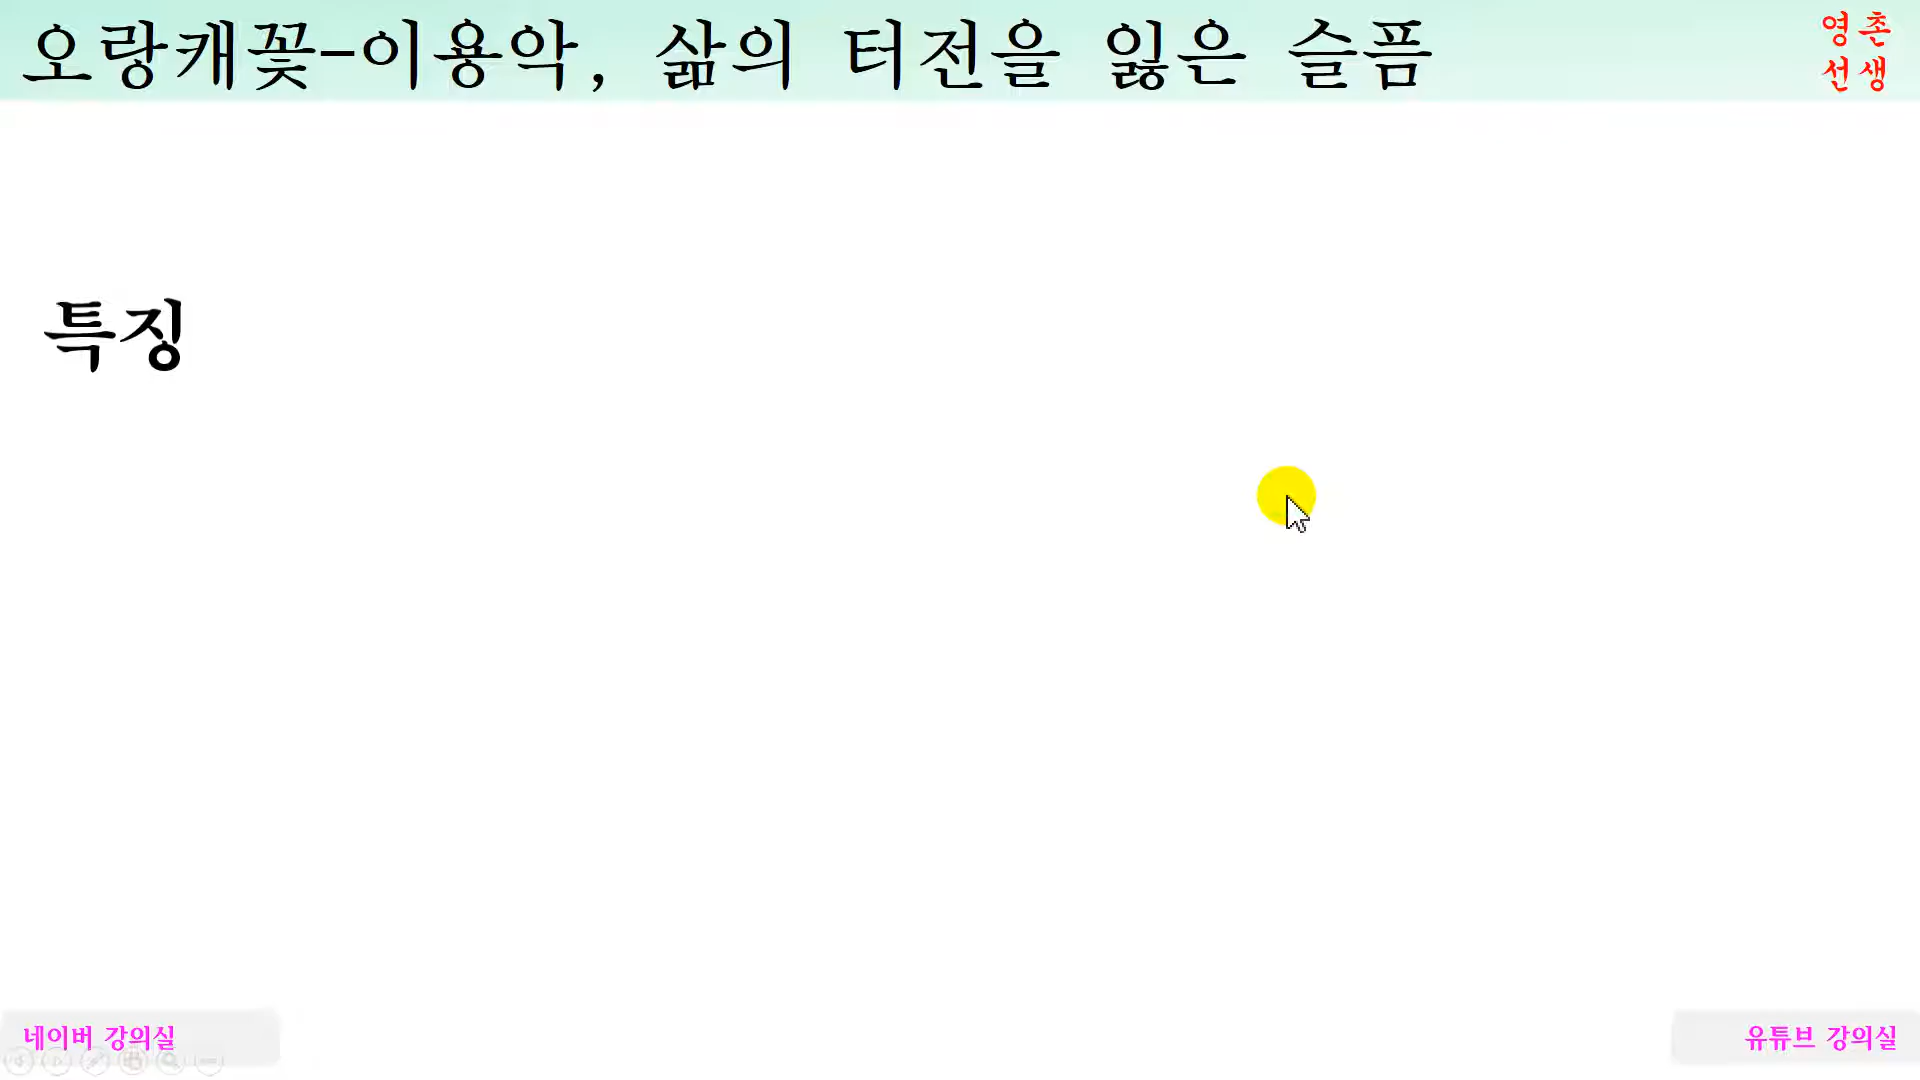 오랑캐꽃-이용악, 삶의 터전을 잃은 슬픔
영촌
선생
특징
네이버 강의실
유튜브 강의실